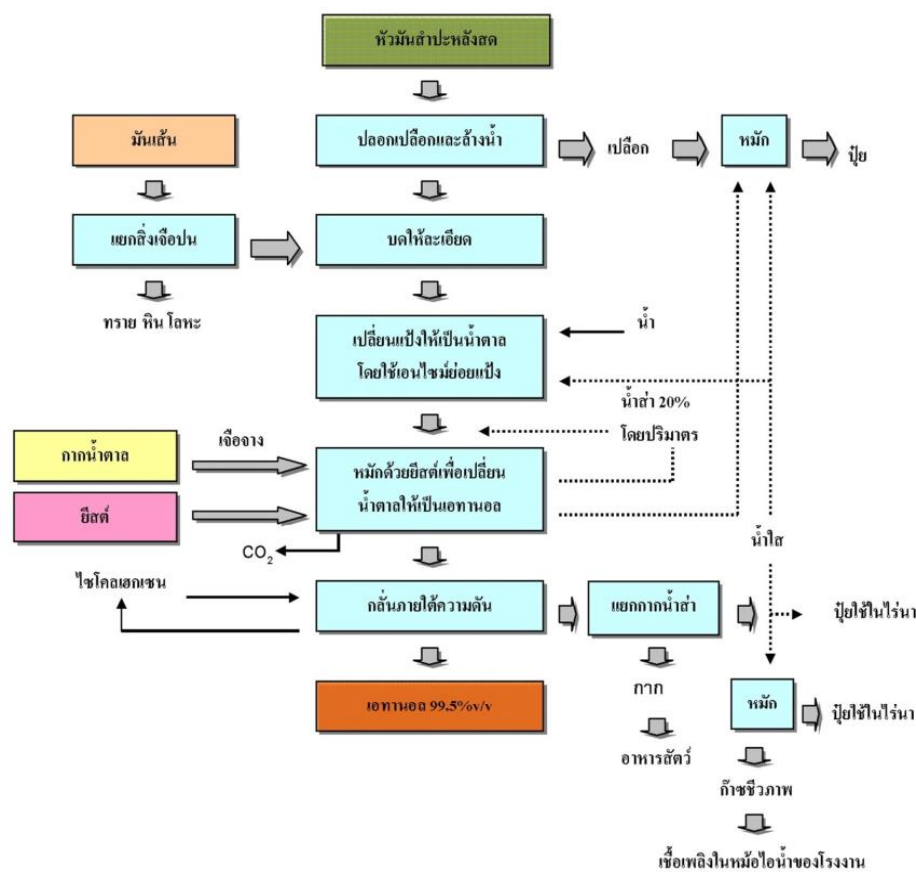 หัวมันสำปะหลังสด
มันเส้น
ปลอกเปลือกและล้างน้ำ
เปลือก
หมัก
ปุ๋ย
แยกสิ่งเจือปน
บดให้ละเอียด
ทราย หิน โลหะ
เปลี่ยนแป้งให้เป็นน้ำตาล
โดยใช้เอนไซม์ย่อยแป้ง
น้ำ
น้ำส่า 20%
โดยปริมาตร
กากน้ำตาล
เจือจาง
หมักด้วยยีสต์เพื่อเปลี่ยน
น้ำตาลให้เป็นเอทานอล
ยีสต์
น้ำใส
CO2
ไซโคลเฮกเซน
กลั่นภายใต้ความดัน
แยกกากน้ำส่า
ปุ๋ยใช้ในไร่นา
เอทานอล 99.5%v/v
กาก
หมัก
ปุ๋ยใช้ในไร่นา
อาหารสัตว์
ก๊าซชีวภาพ
เชื้อเพลิงในหม้อไอน้ำของโรงงาน